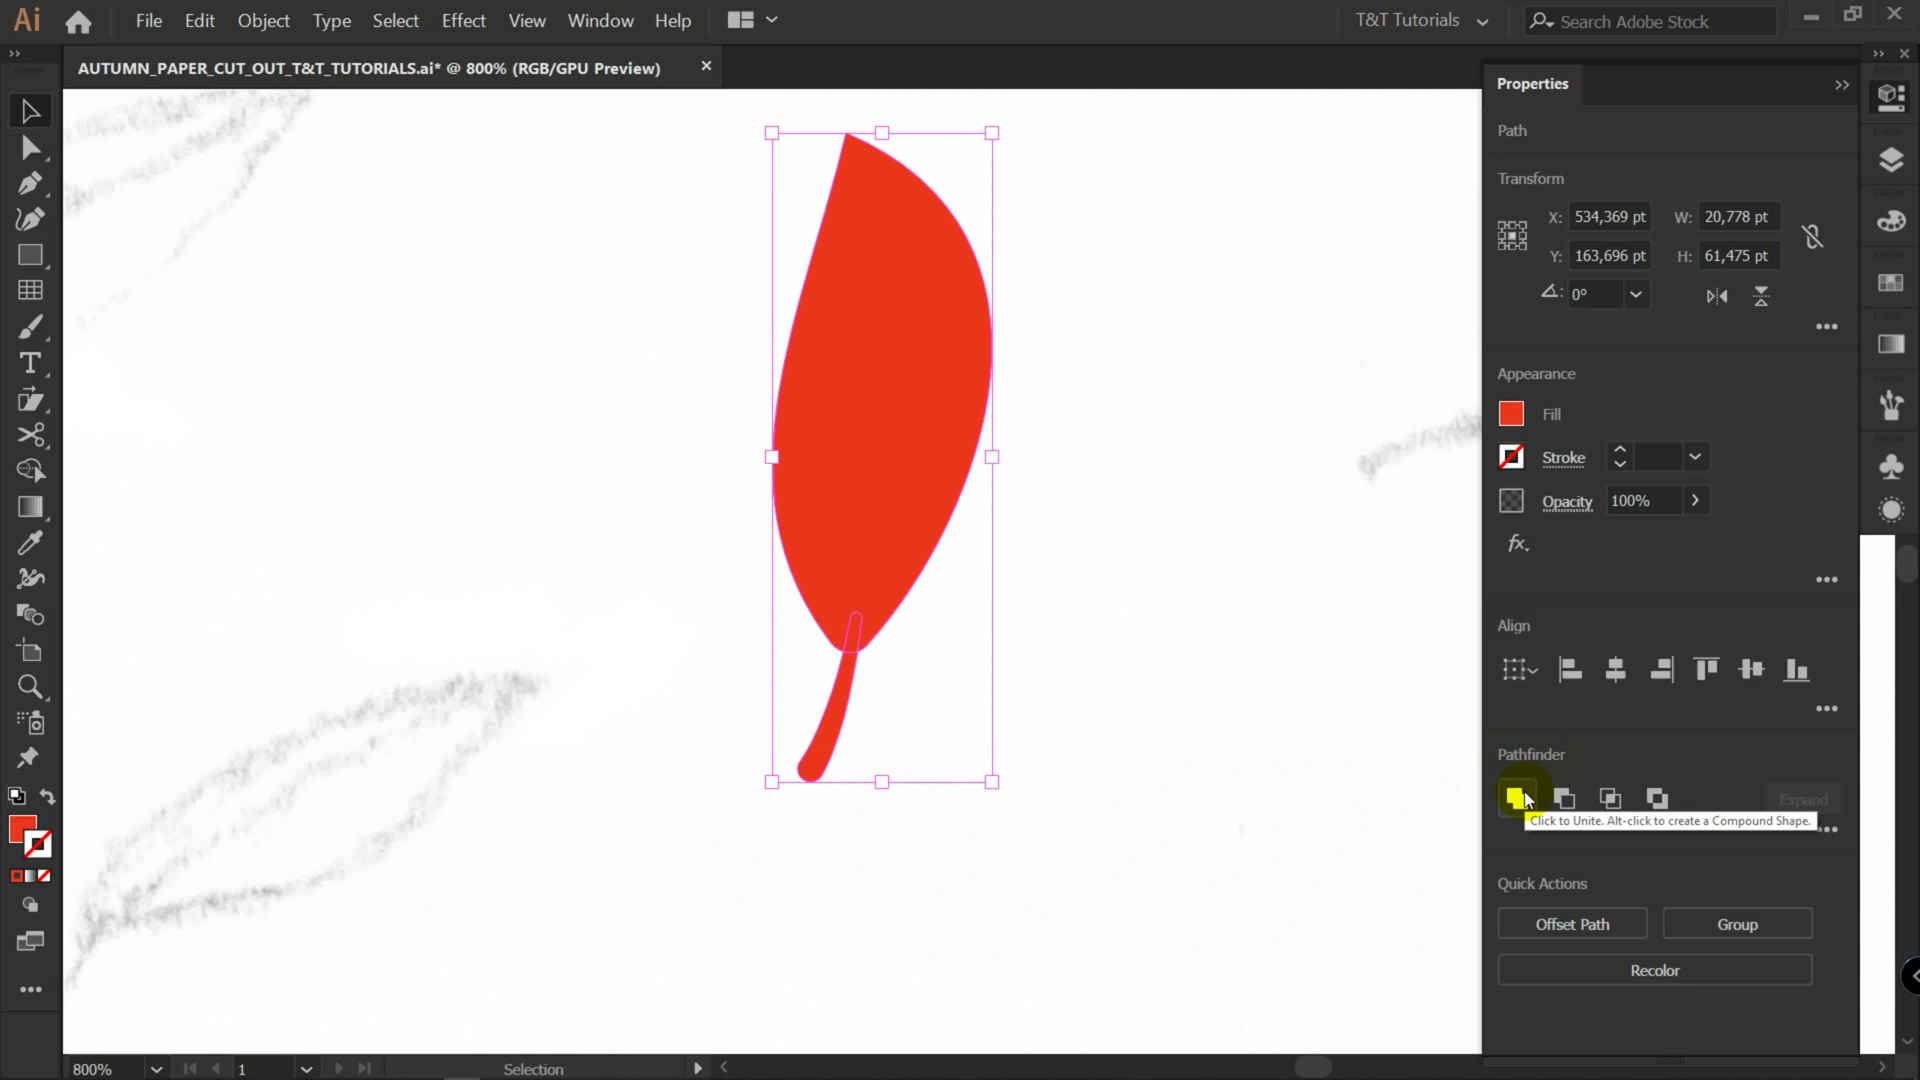 Ai File Edit Object Type Select Effect View Window Help T&T Tutorials Search Adobe Stock
AUTUMN_PAPER_CUT_OUT_T&T_TUTORIALS.ai* @ 800% (RGB/GPU Preview)
Properties
Path
Transform
X: 534,369 pt W: 20,778 pt
Y: 163,696 pt H: 61,475 pt
0°
Appearance
Fill
Stroke
Opacity 100%
fx.
Align
Pathfinder
Expand
Click to Unite. Alt-click to create a Compound Shape.
Quick Actions
Offset Path Group
Recolor
800% 1 Selection